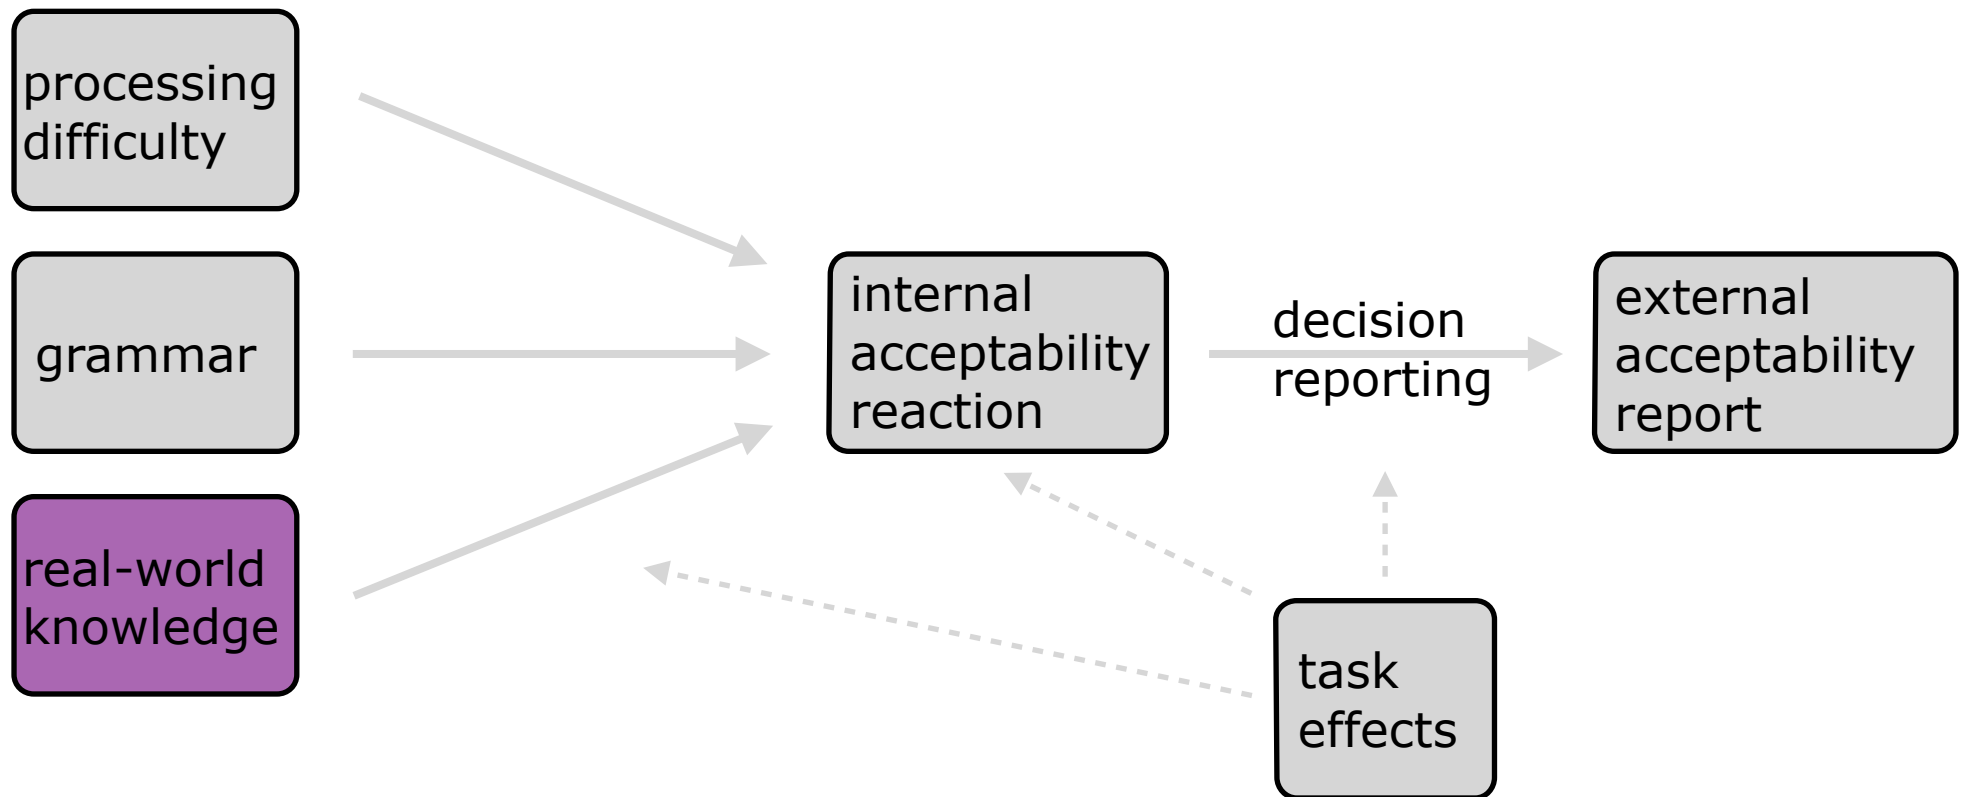 processing
difficulty
grammar
real-world
knowledge
internal
acceptability
reaction
decision
reporting
external
acceptability
report
task
effects